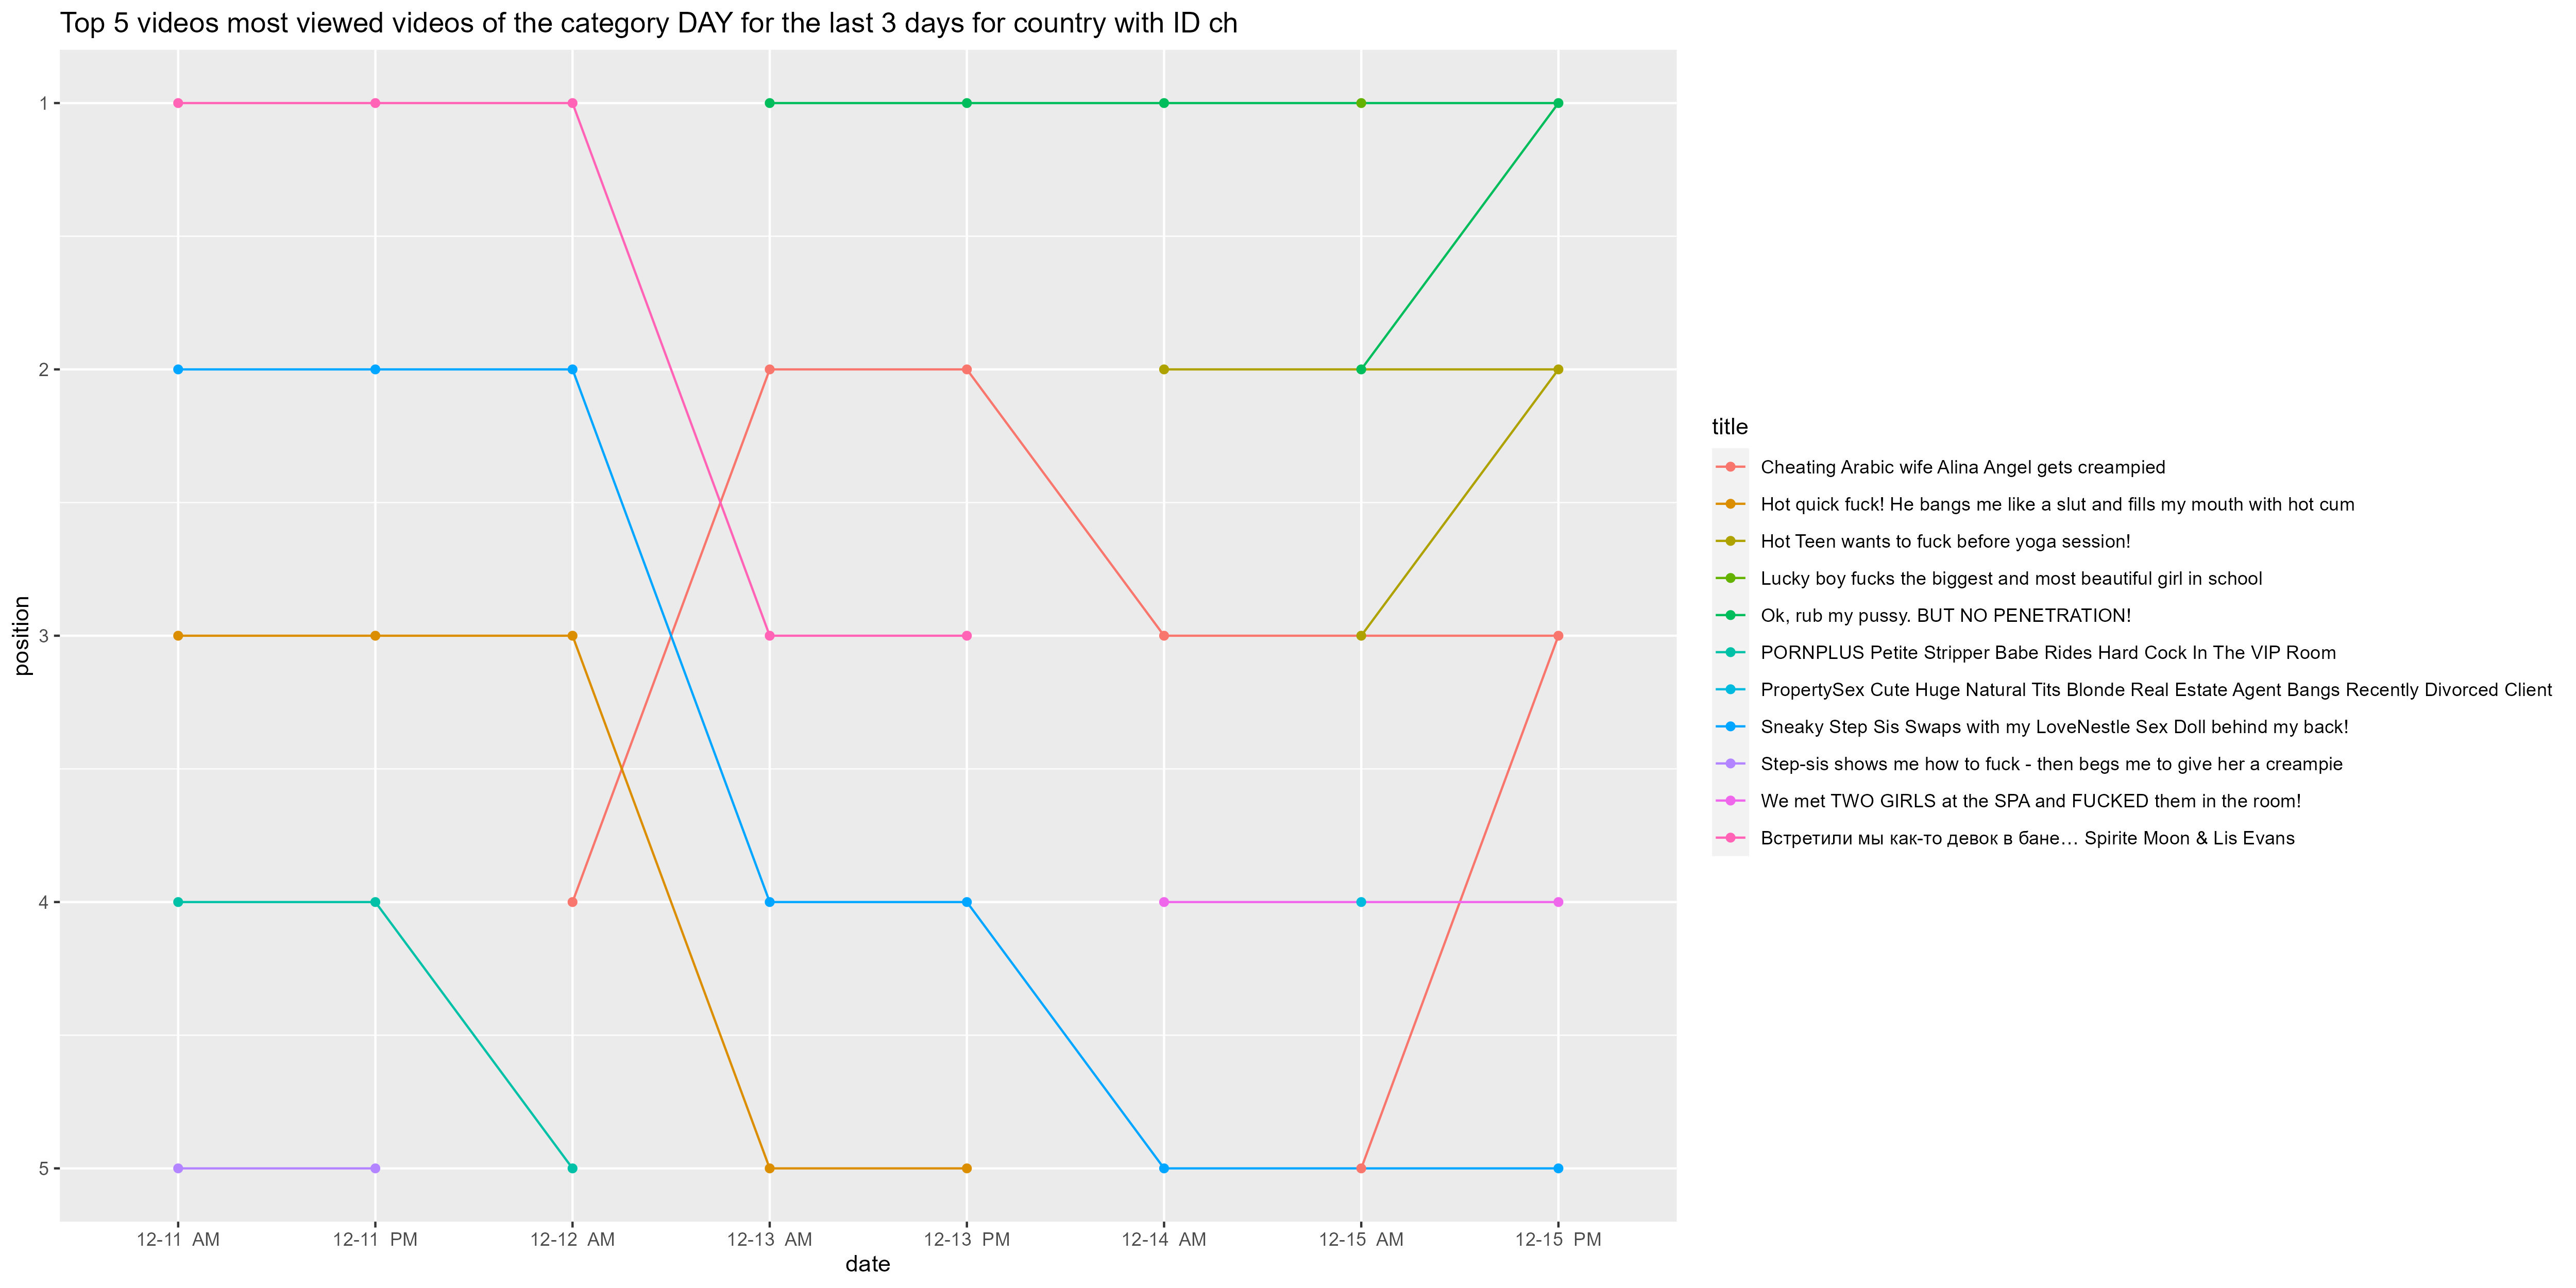 Top 5 videos most viewed videos of the category DAY for the last 3 days for country with ID ch
position
1
2
3
4
5
12-11 AM
12-11 PM
12-12 AM
12-13 AM
12-13 PM
12-14 AM
12-15 AM
12-15 PM
date
title
Cheating Arabic wife Alina Angel gets creampied
Hot quick fuck! He bangs me like a slut and fills my mouth with hot cum
Hot Teen wants to fuck before yoga session!
Lucky boy fucks the biggest and most beautiful girl in school
Ok, rub my pussy. BUT NO PENETRATION!
PORNPLUS Petite Stripper Babe Rides Hard Cock In The VIP Room
PropertySex Cute Huge Natural Tits Blonde Real Estate Agent Bangs Recently Divorced Client
Sneaky Step Sis Swaps with my LoveNestle Sex Doll behind my back!
Step-sis shows me how to fuck - then begs me to give her a creampie
We met TWO GIRLS at the SPA and FUCKED them in the room!
Встретили мы как-то девок в бане… Spirite Moon & Lis Evans